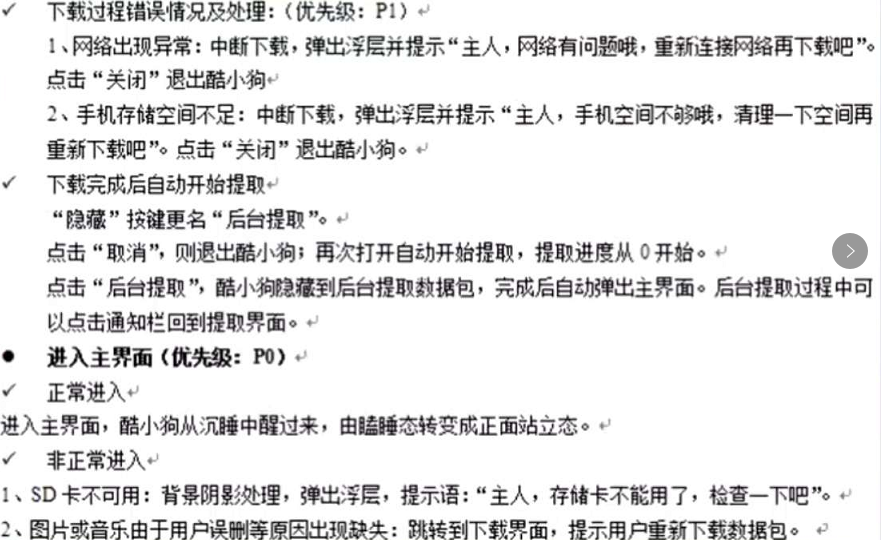 ✓ 下载过程错误情况及处理：（优先级：P1）
1、网络出现异常：中断下载，弹出浮层并提示“主人，网络有问题哦，重新连接网络再下载吧”。
点击“关闭”退出酷小狗
2、手机存储空间不足：中断下载，弹出浮层并提示“主人，手机空间不够哦，清理一下空间再
重新下载吧”。点击“关闭”退出酷小狗。
✓ 下载完成后自动开始提取
“隐藏”按键更名“后台提取”。
点击“取消”，则退出酷小狗；再次打开自动开始提取，提取进度从 0 开始。
点击“后台提取”，酷小狗隐藏到后台提取数据包，完成后自动弹出主界面。后台提取过程中可
以点击通知栏回到提取界面。
● 进入主界面（优先级：P0）
✓ 正常进入
进入主界面，酷小狗从沉睡中醒过来，由瞌睡态转变成正面站立态。
✓ 非正常进入
1、SD 卡不可用：背景阴影处理，弹出浮层，提示语：“主人，存储卡不能用了，检查一下吧”。
2、图片或音乐由于用户误删等原因出现缺失：跳转到下载界面，提示用户重新下载数据包。